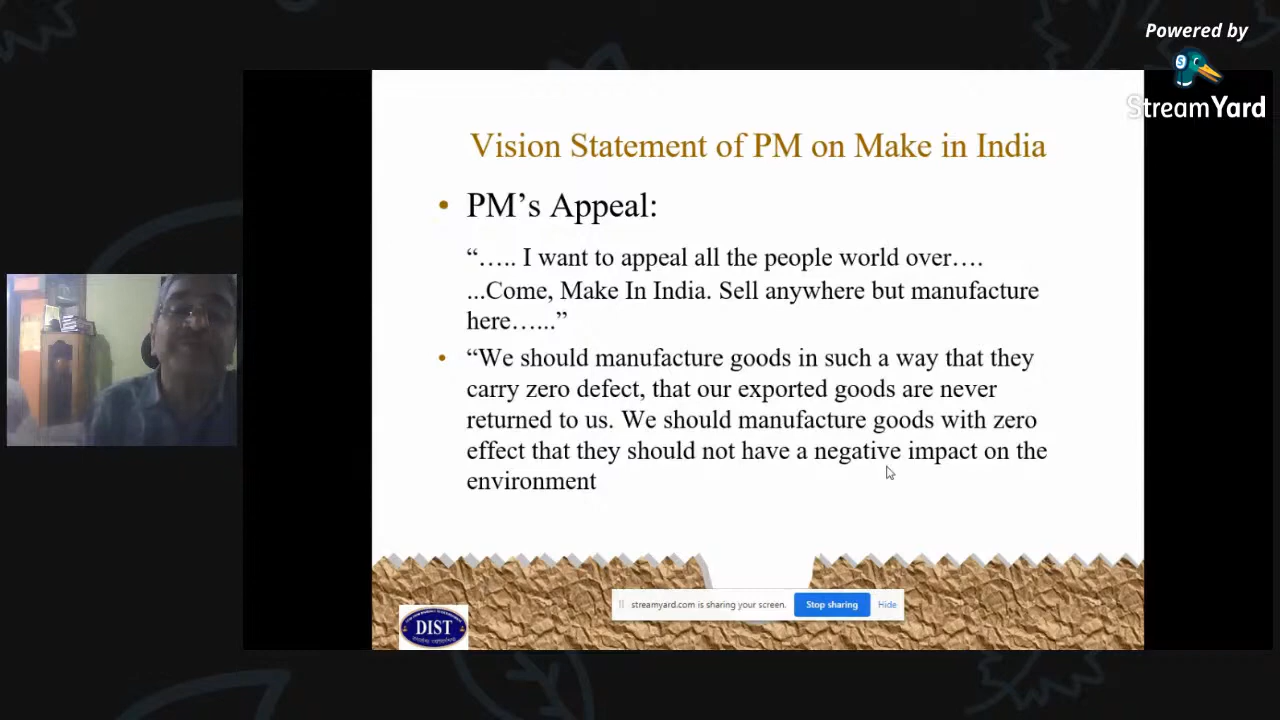 Powered by
StreamYard
Vision Statement of PM on Make in India
• PM’s Appeal:
“….. I want to appeal all the people world over….
...Come, Make In India. Sell anywhere but manufacture
here…...”
• “We should manufacture goods in such a way that they
carry zero defect, that our exported goods are never
returned to us. We should manufacture goods with zero
effect that they should not have a negative impact on the
environment
streamyard.com is sharing your screen.
Stop sharing
Hide
DIST